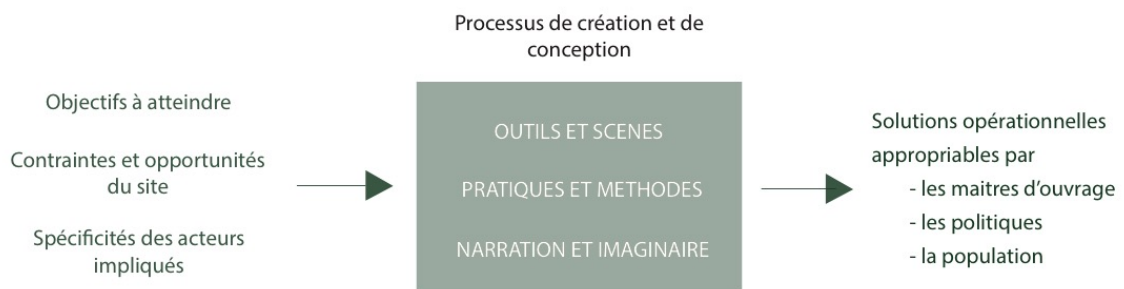 Processus de création et de
conception
Objectifs à atteindre
Contraintes et opportunités
du site
Spécificités des acteurs
impliqués
OUTILS ET SCENES
PRATIQUES ET METHODES
NARRATION ET IMAGINAIRE
Solutions opérationnelles
appropriables par
- les maitres d'ouvrage
- les politiques
- la population